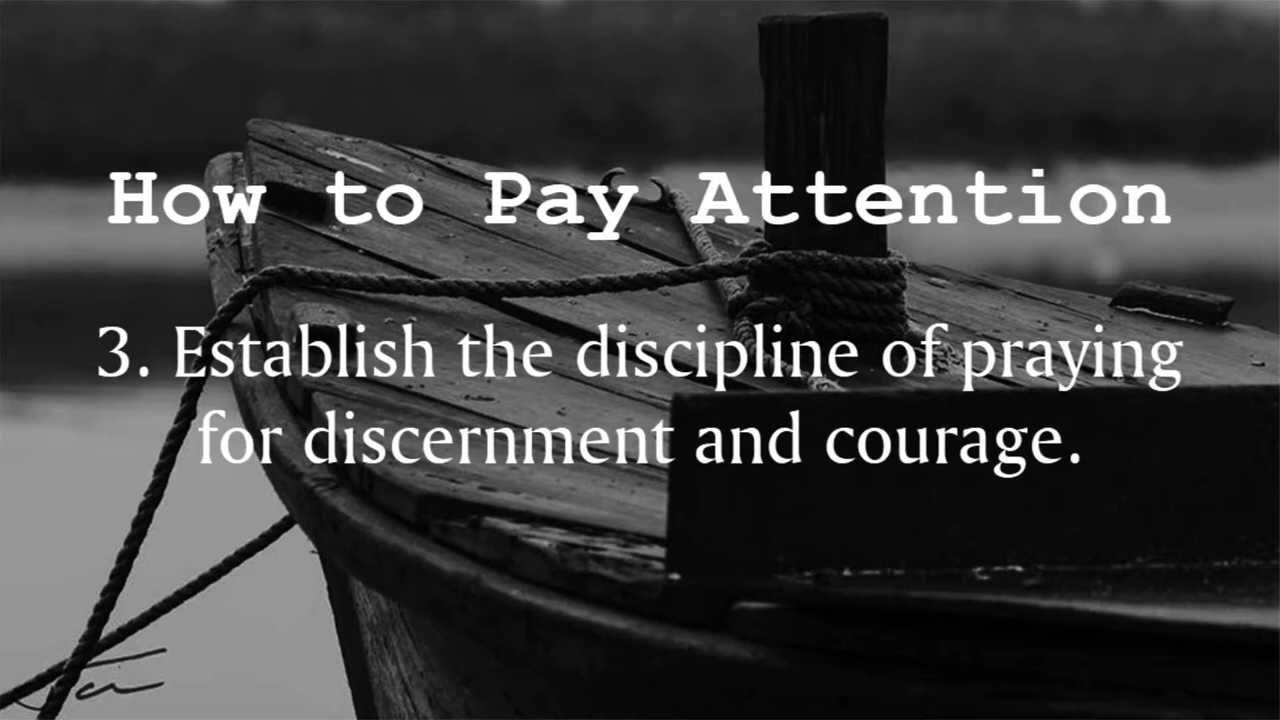 How to Pay Attention
3. Establish the discipline of praying
for discernment and courage.